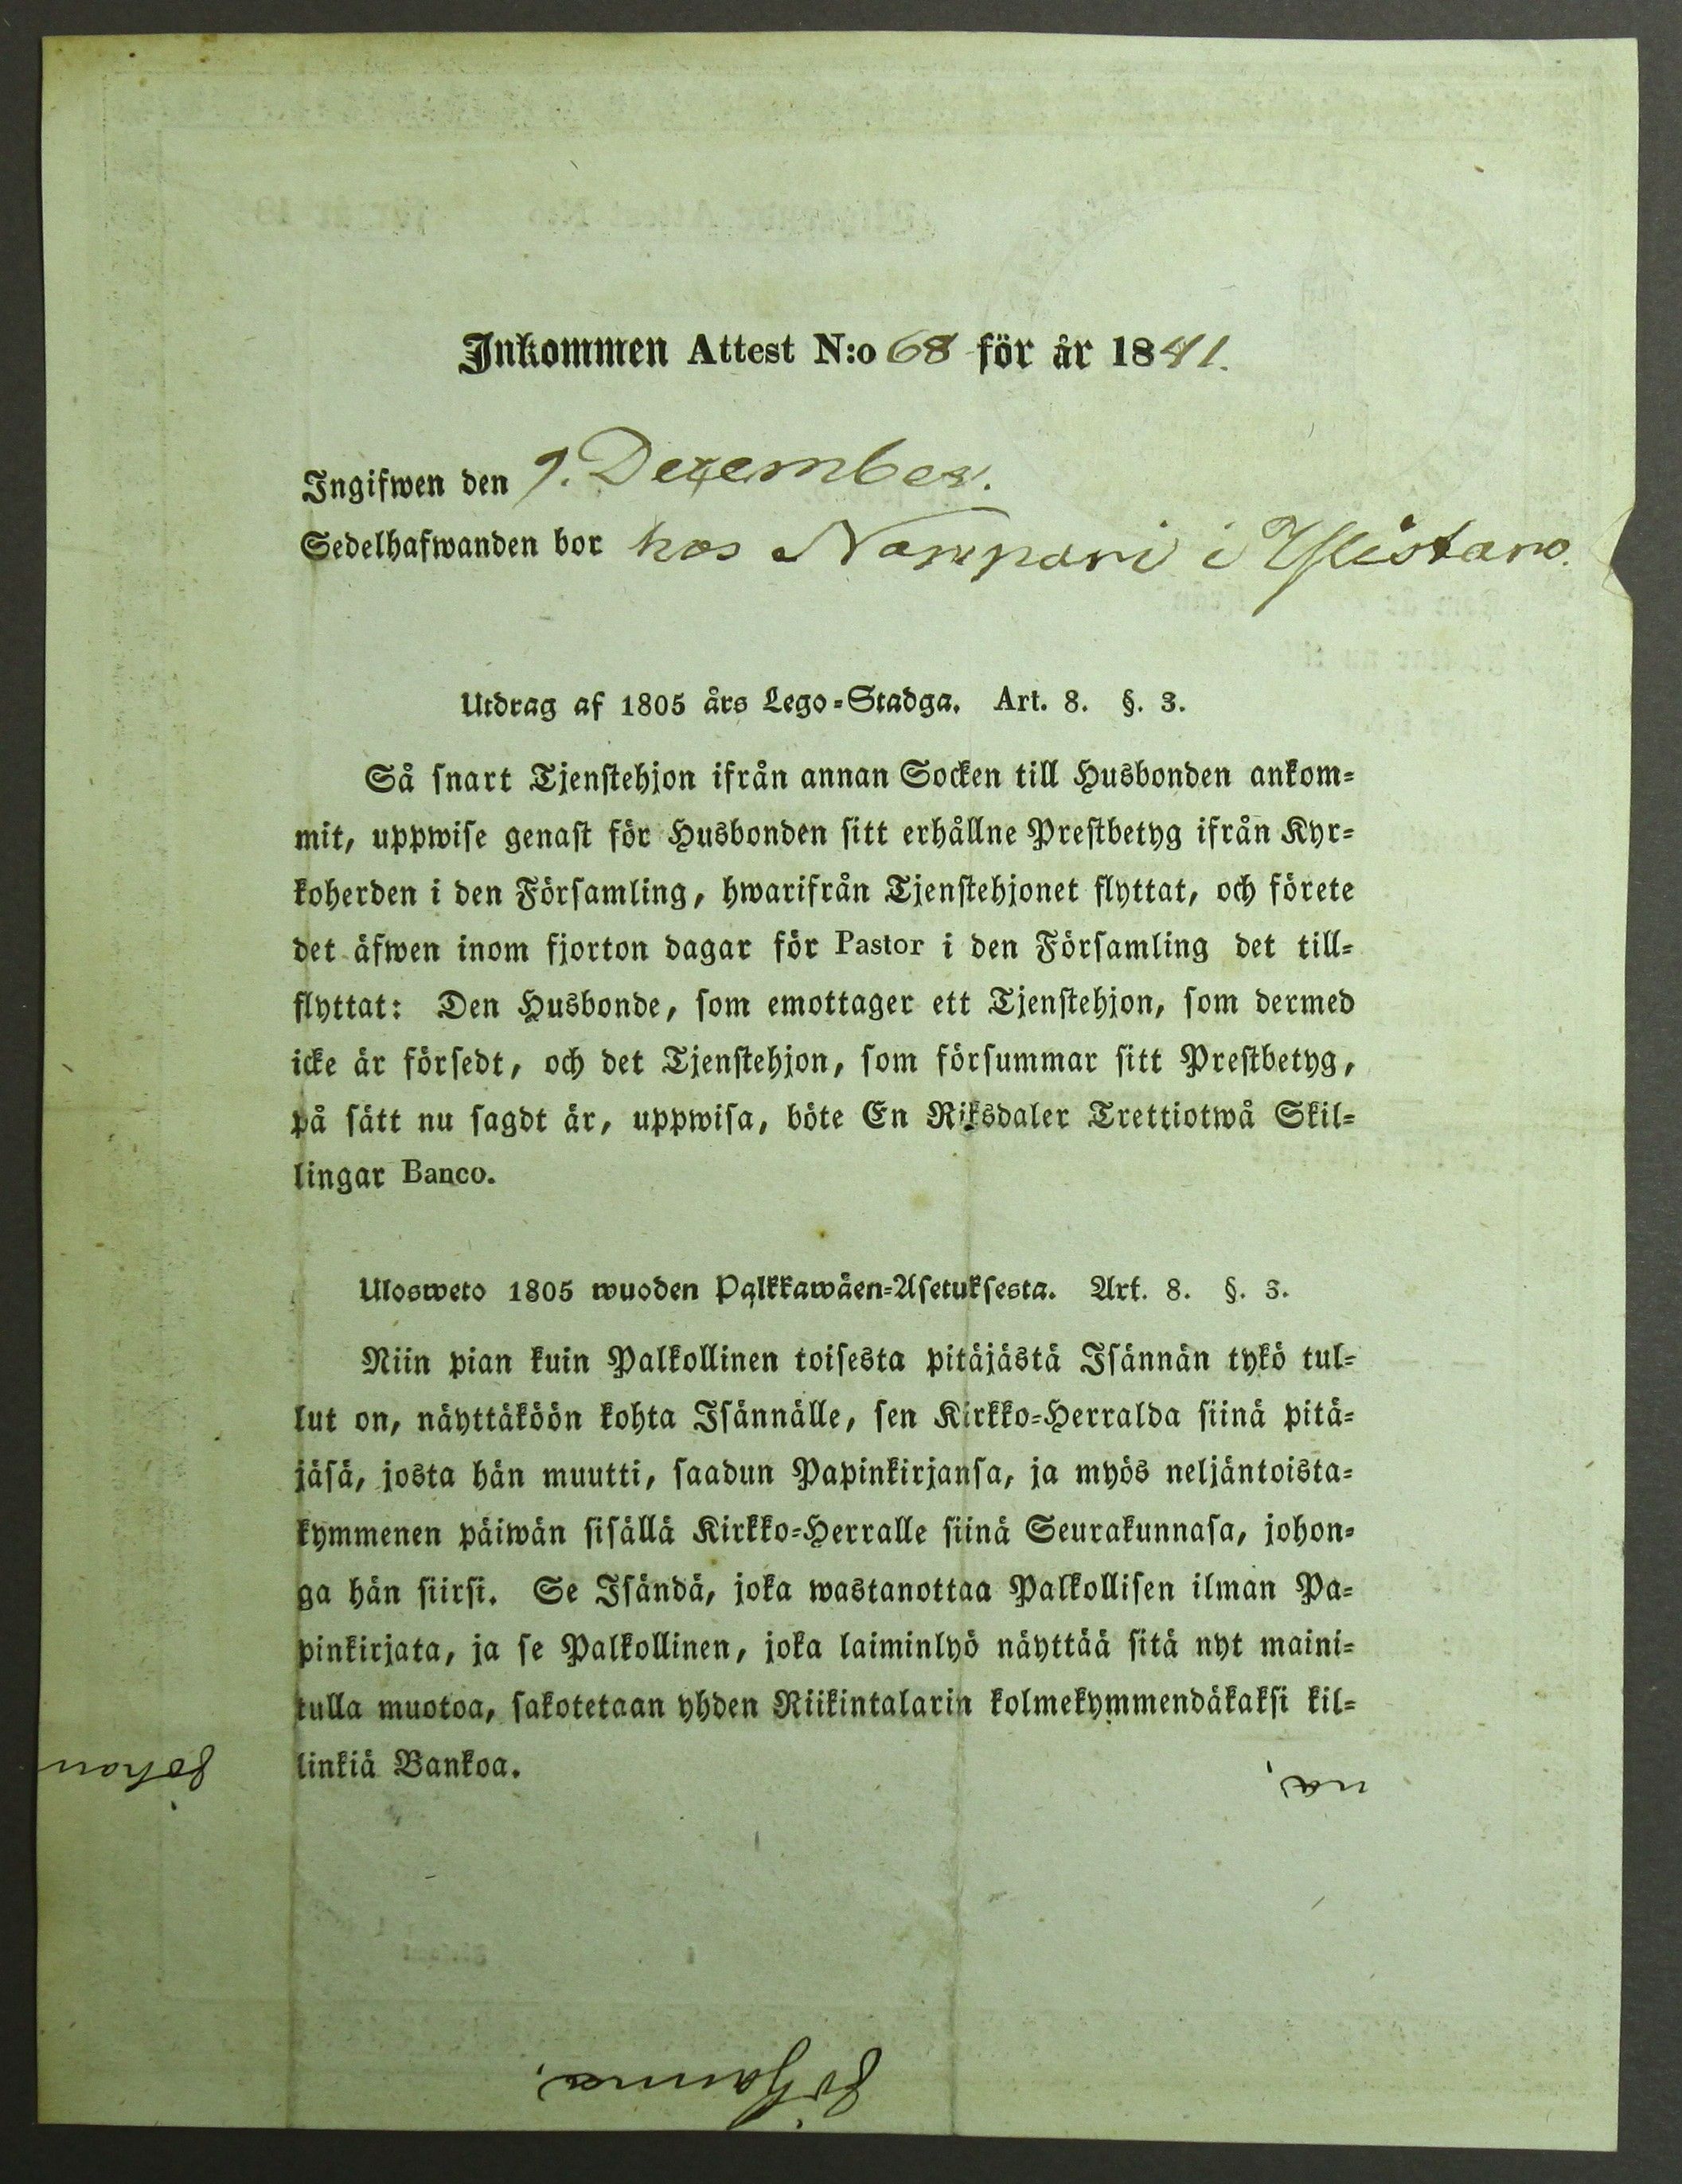 Inkommen Attest N:o 68 för år 1841.
Ingifwen den 9. December.
Sedelhafwanden bor hos Nanpari i Ylistaro.
Utdrag af 1805 års Lego-Stadga. Art. 8. §. 3.
Så snart Tjenstehjon ifrån annan Socken till Husbonden ankom-
mit, uppwise genast för Husbonden sitt erhållne Prestbetyg ifrån Kyr-
koherden i den Församling, hwarifrån Tjenstehjonet flyttat, och förete
det äfwen inom fjorton dagar för Pastor i den Församling det till-
flyttat: Den Husbonde, som emottager ett Tjenstehjon, som dermed
icke är försedt, och det Tjenstehjon, som försummar sitt Prestbetyg,
på sätt nu sagdt är, uppwisa, böte En Riksdaler Trettiotwå Skil-
lingar Banco.
Ulosweto 1805 wuoden Palkkawäen-Asetuksesta. Art. 8. §. 3.
Niin pian kuin Palkollinen toisesta pitäjästä Isännän tykö tul-
lut on, näyttäköön kohta Isännälle, sen Kirkko-Herralda siinä pitä-
jäsä, josta hän muutti, saadun Papinkirjansa, ja myös neljäntoista-
kymmenen päiwän sisällä Kirkko-Herralle siinä Seurakunnasa, johon-
ga hän siirsi. Se Isändä, joka wastanottaa Palkollisen ilman Pa-
pinkirjata, ja se Palkollinen, joka laiminlyö näyttää sitä nyt maini-
tulla muotoa, sakotetaan yhden Riikintalarin kolmekymmendäkaksi kil-
linkiä Bankoa.
Johan
na,
Johanna.